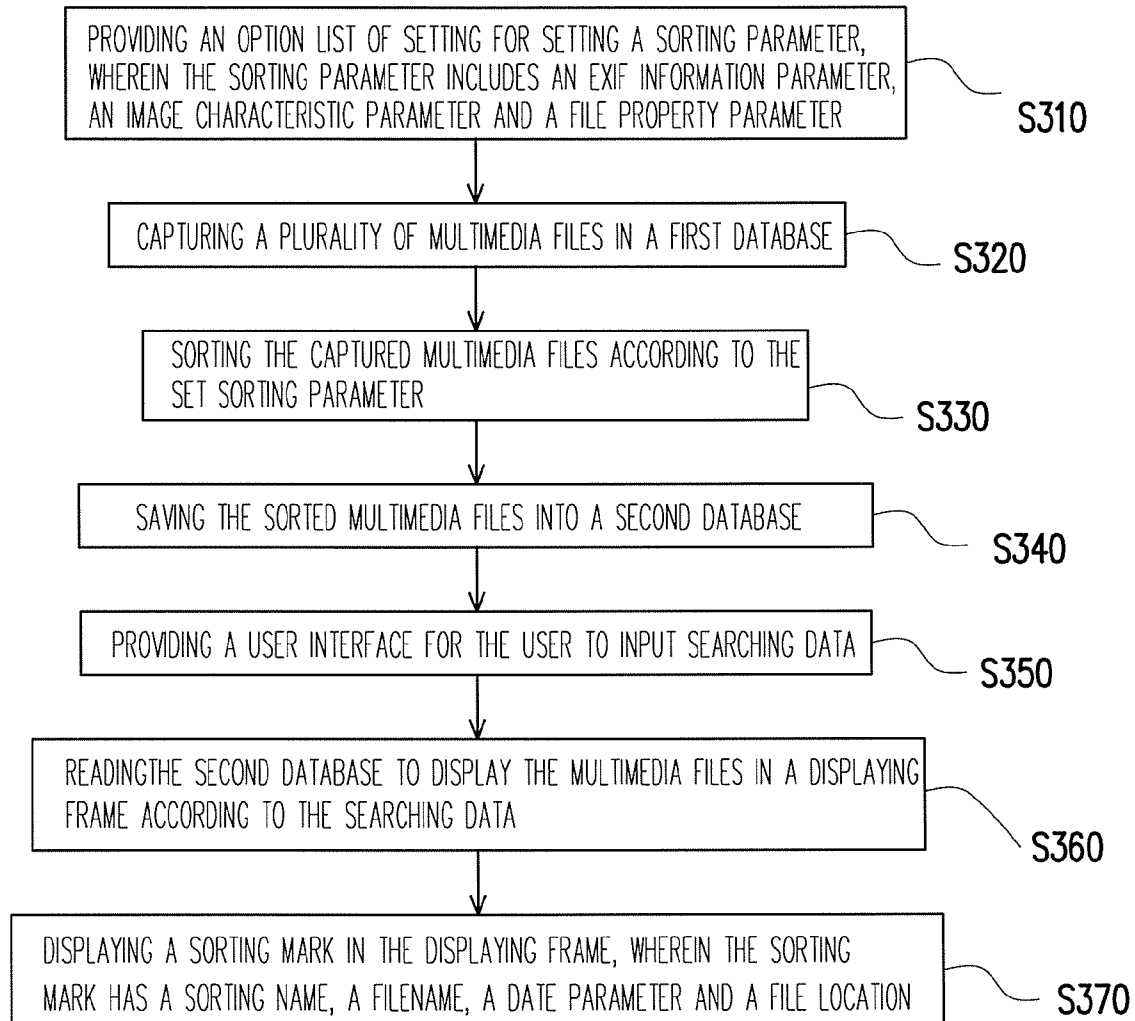 PROVIDING AN OPTION LIST OF SETTING FOR SETTING A SORTING PARAMETER,
WHEREIN THE SORTING PARAMETER INCLUDES AN EXIF INFORMATION PARAMETER,
AN IMAGE CHARACTERISTIC PARAMETER AND A FILE PROPERTY PARAMETER
S310
CAPTURING A PLURALITY OF MULTIMEDIA FILES IN A FIRST DATABASE
S320
SORTING THE CAPTURED MULTIMEDIA FILES ACCORDING TO THE
SET SORTING PARAMETER
S330
SAVING THE SORTED MULTIMEDIA FILES INTO A SECOND DATABASE
S340
PROVIDING A USER INTERFACE FOR THE USER TO INPUT SEARCHING DATA
S350
READINGTHE SECOND DATABASE TO DISPLAY THE MULTIMEDIA FILES IN A DISPLAYING
FRAME ACCORDING TO THE SEARCHING DATA
S360
DISPLAYING A SORTING MARK IN THE DISPLAYING FRAME, WHEREIN THE SORTING
MARK HAS A SORTING NAME, A FILENAME, A DATE PARAMETER AND A FILE LOCATION
S370